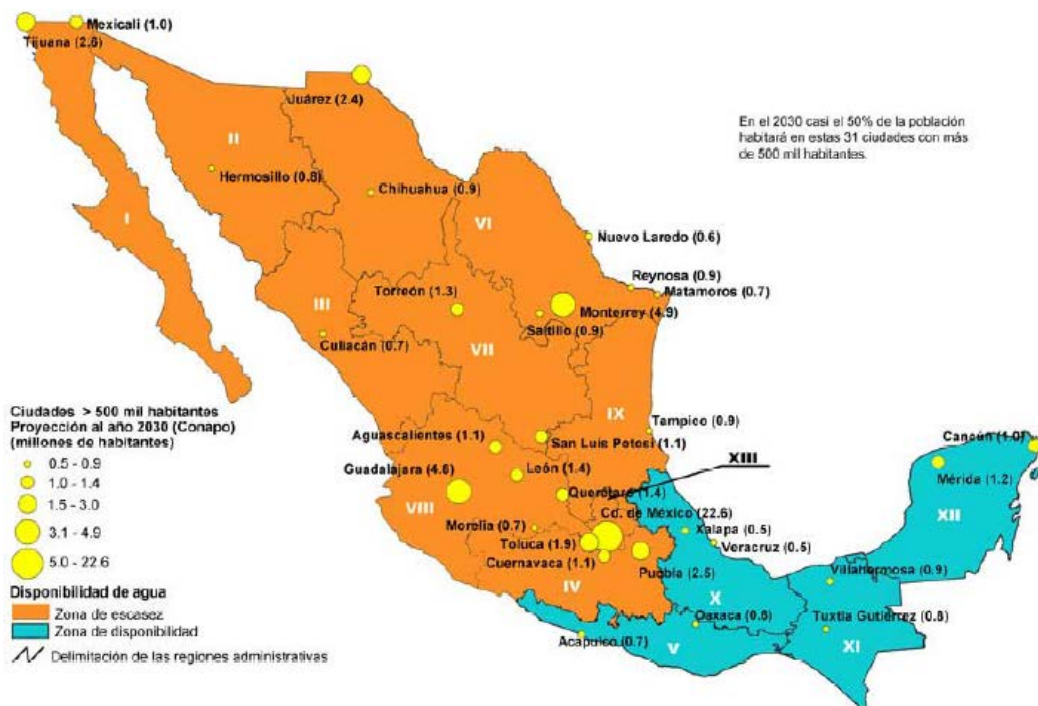 Mexicali (1.0)
Tijuana (2.6)
Juárez (2.4)
En el 2030 casi el 50% de la población
habitará en estas 31 ciudades con más
de 500 mil habitantes.
II
Hermosillo (0.8)
Chihuahua (0.9)
I
VI
Nuevo Laredo (0.6)
Reynosa (0.9)
Matamoros (0.7)
III
Torreón (1.3)
Monterrey (4.9)
Saltillo (0.9)
Culiacán (0.7)
VII
Ciudades > 500 mil habitantes
Proyección al año 2030 (Conapo)
(millones de habitantes)
0.5 - 0.9
1.0 - 1.4
1.5 - 3.0
3.1 - 4.9
5.0 - 22.6
Disponibilidad de agua
Zona de escasez
Zona de disponibilidad
Delimitación de las regiones administrativas
IX
Tampico (0.9)
Aguascalientes (1.1)
San Luis Potosí (1.1)
XIII
Cancún (1.0)
Guadalajara (4.8)
León (1.4)
Mérida (1.2)
Querétaro (1.4)
VIII
Cd. de México (22.6)
XII
Morelia (0.7)
Xalapa (0.5)
Toluca (1.9)
Veracruz (0.5)
Cuernavaca (1.1)
Puebla (2.5)
Villahermosa (0.9)
IV
X
Oaxaca (0.6)
Tuxtla Gutiérrez (0.8)
Acapulco (0.7)
V
XI